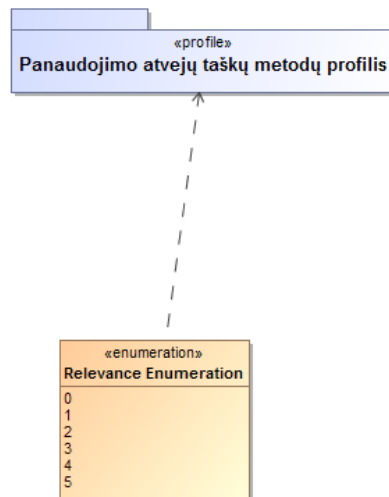 «profile»
Panaudojimo atvejų taškų metodų profilis
«enumeration»
Relevance Enumeration
0
1
2
3
4
5